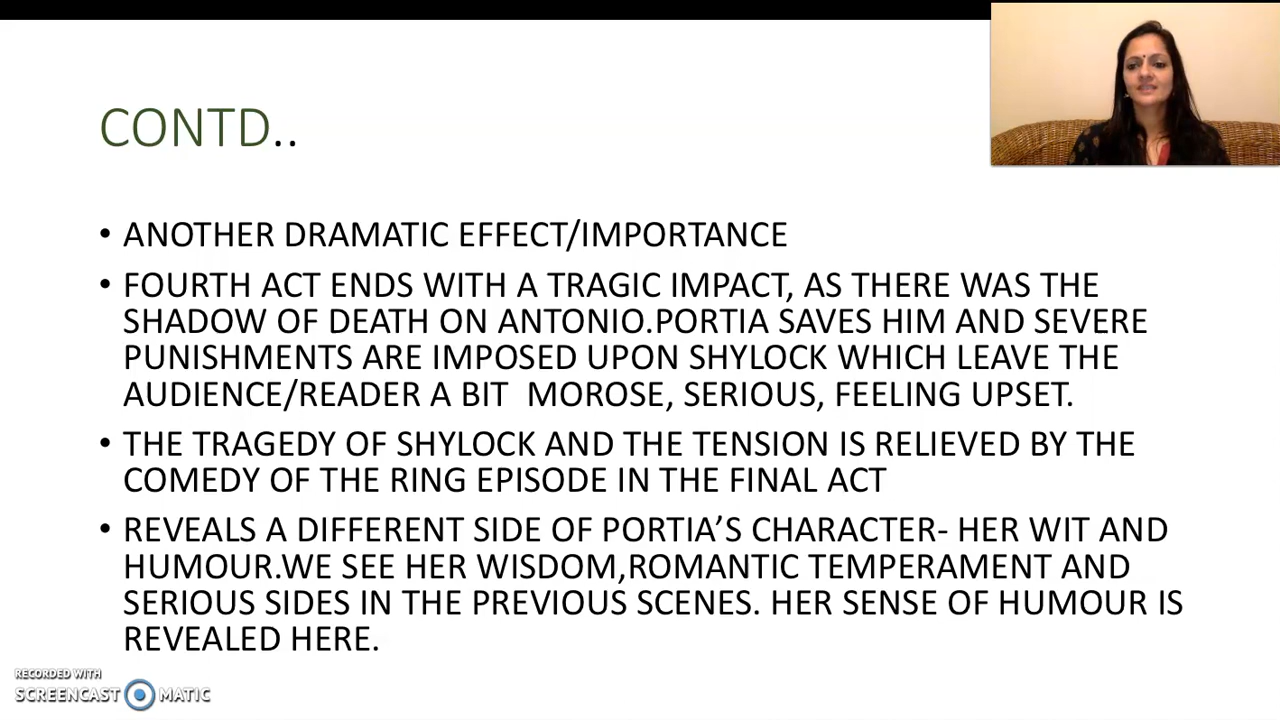 CONTD..
• ANOTHER DRAMATIC EFFECT/IMPORTANCE
• FOURTH ACT ENDS WITH A TRAGIC IMPACT, AS THERE WAS THE
SHADOW OF DEATH ON ANTONIO.PORTIA SAVES HIM AND SEVERE
PUNISHMENTS ARE IMPOSED UPON SHYLOCK WHICH LEAVE THE
AUDIENCE/READER A BIT  MOROSE, SERIOUS, FEELING UPSET.
• THE TRAGEDY OF SHYLOCK AND THE TENSION IS RELIEVED BY THE
COMEDY OF THE RING EPISODE IN THE FINAL ACT
• REVEALS A DIFFERENT SIDE OF PORTIA’S CHARACTER- HER WIT AND
HUMOUR.WE SEE HER WISDOM,ROMANTIC TEMPERAMENT AND
SERIOUS SIDES IN THE PREVIOUS SCENES. HER SENSE OF HUMOUR IS
REVEALED HERE.
RECORDED WITH
SCREENCAST MATIC